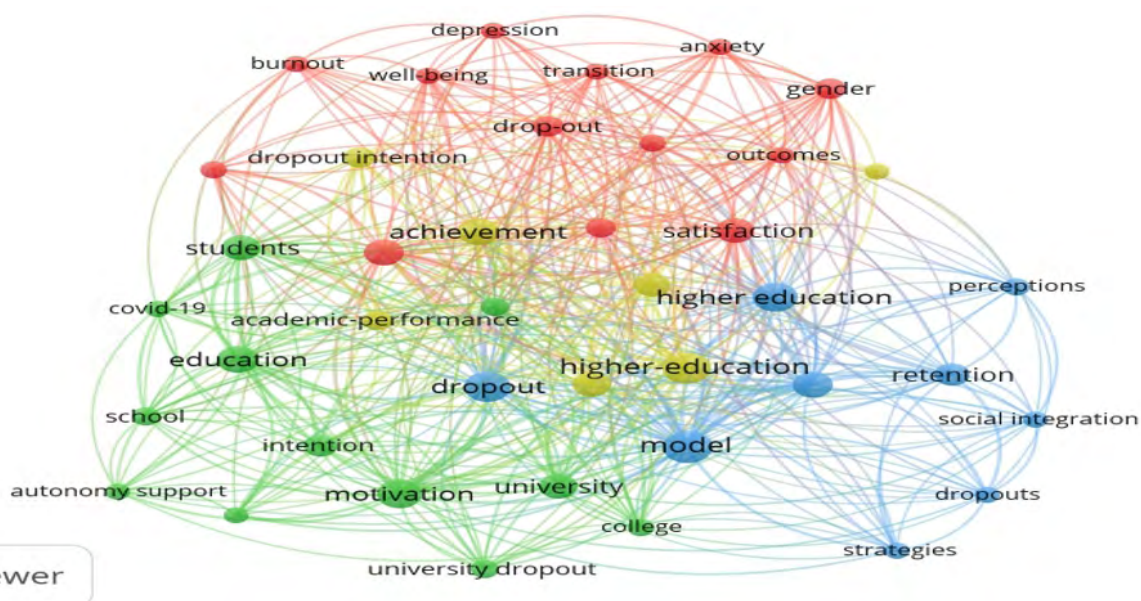 depression
anxiety
burnout
well-being
transition
gender
drop-out
dropout intention
outcomes
achievement
satisfaction
students
perceptions
higher education
covid-19
academic-performance
education
higher-education
dropout
retention
school
social integration
intention
model
autonomy support
motivation
university
dropouts
college
strategies
university dropout
ewer